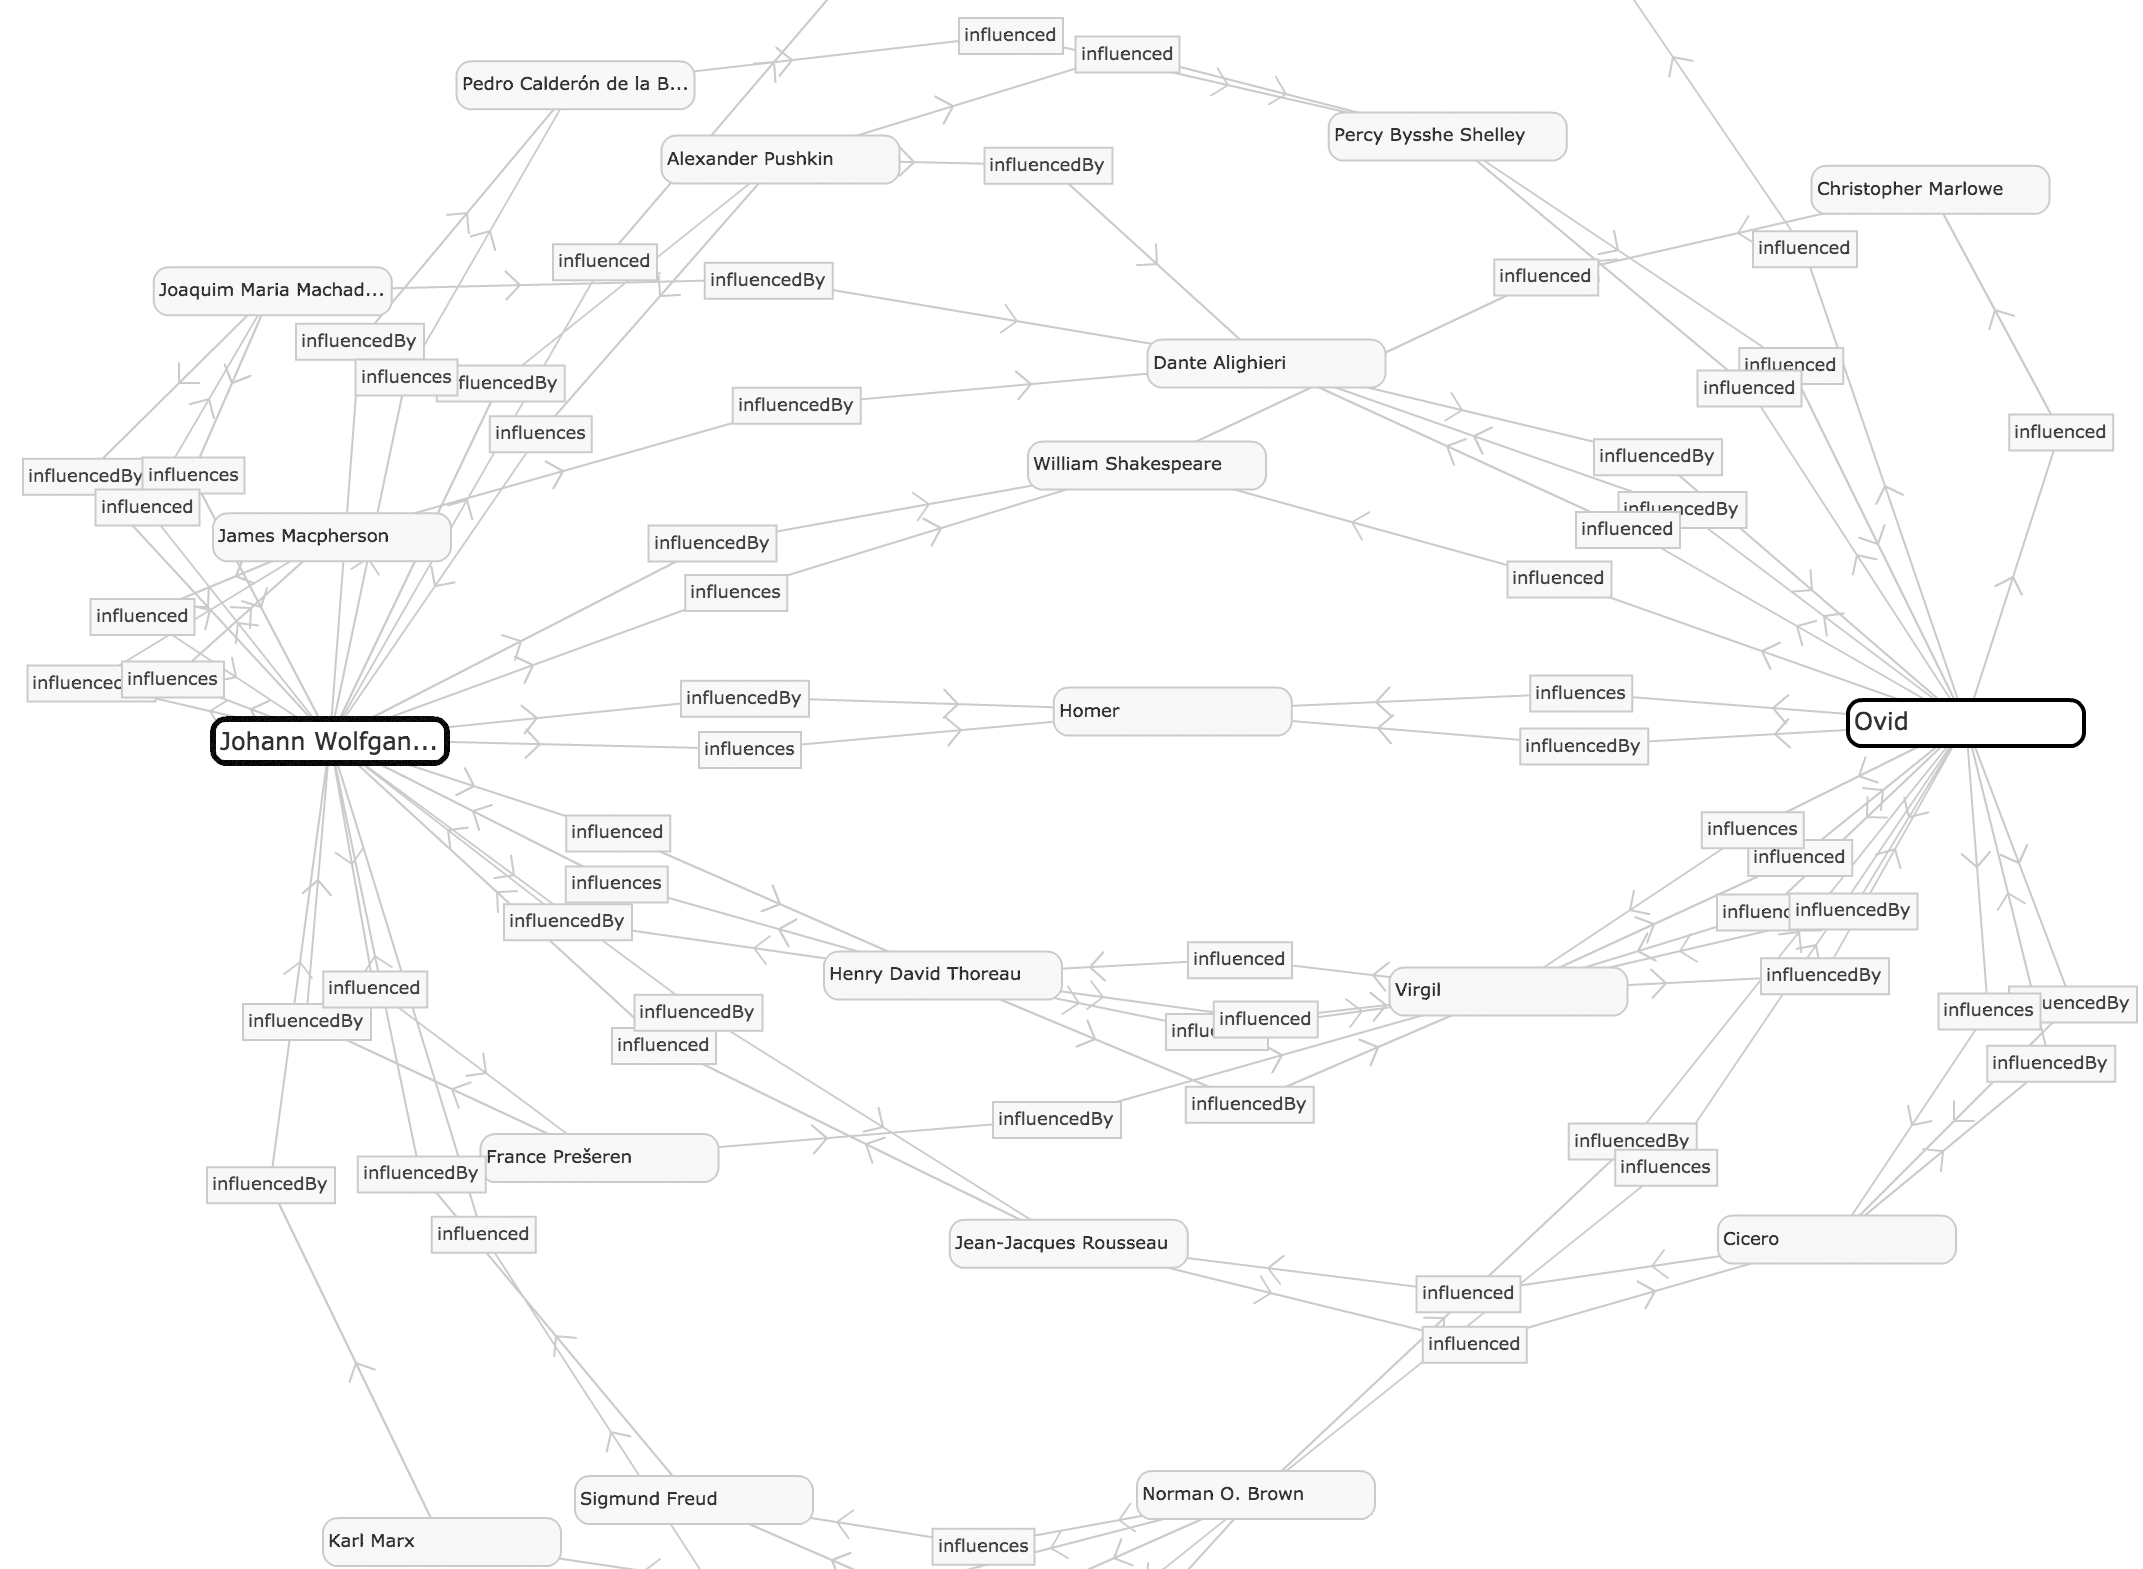 influenced
influenced
Pedro Calderón de la B...
Percy Bysshe Shelley
Alexander Pushkin
influencedBy
Christopher Marlowe
influenced
influenced
influenced
Joaquim Maria Machad...
influencedBy
influencedBy
Dante Alighieri
influenced
influences
fluencedBy
influenced
influencedBy
influences
influenced
William Shakespeare
influencedBy
influencedBy
influences
influenced
influencedBy
influenced
James Macpherson
influencedBy
influenced
influences
influenced
influenced
influences
influencedBy
influences
Homer
Ovid
Johann Wolfgan...
influences
influencedBy
influenced
influences
influenced
influences
influencedBy
influencedBy
influenced
Henry David Thoreau
Virgil
influencedBy
influenced
influencedBy
influenced
influencedBy
influences
uencedBy
influencedBy
influenced
influencedBy
influencedBy
influencedBy
influencedBy
France Prešeren
influences
influencedBy
influencedBy
influenced
Jean-Jacques Rousseau
Cicero
influenced
influenced
Sigmund Freud
Norman O. Brown
Karl Marx
influences